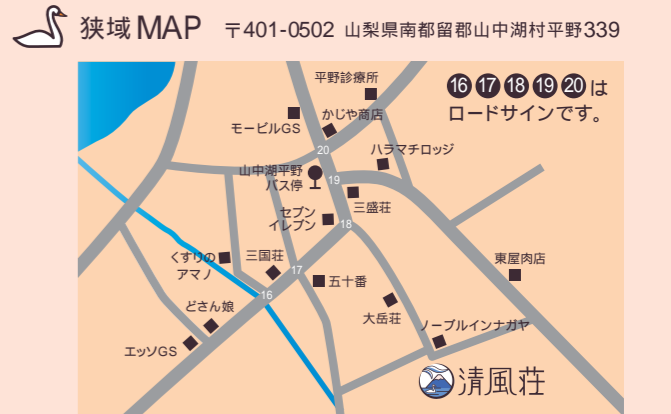 狭域MAP 〒401-0502 山梨県南都留郡山中湖村平野339
平野診療所
⓰⓱⓲⓳⓴は
ロードサインです。
かじや商店
モービルGS
20
ハラマチロッジ
山中湖平野
バス停
19
三盛荘
セブン
イレブン
18
くすりの
アマノ
三国荘
17
五十番
東屋肉店
16
どさん娘
大岳荘
ノーブルインナガヤ
エッソGS
清風荘